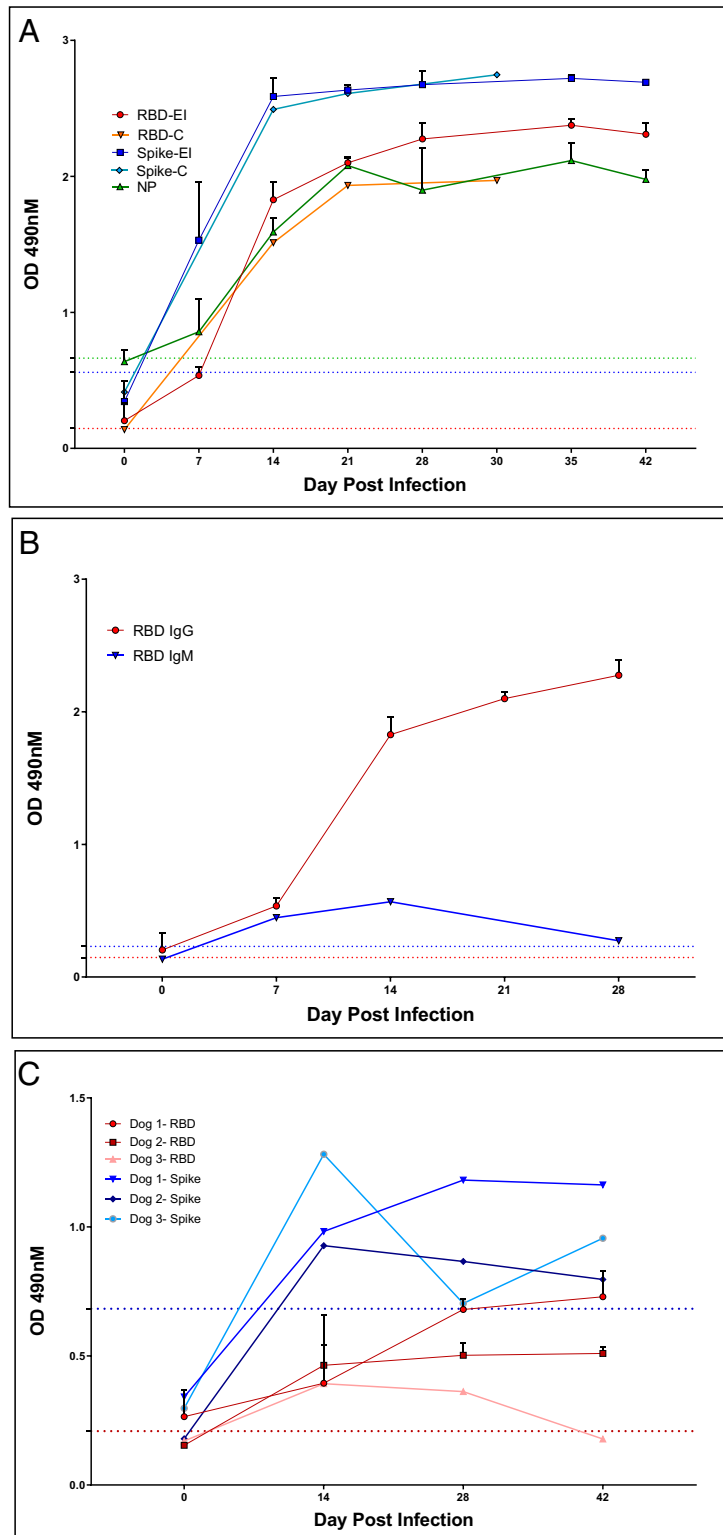 A
3
2
1
0
OD 490nM
RBD-EI
RBD-C
Spike-EI
Spike-C
NP
0 7 14 21 28 30 35 42
Day Post Infection
B
3
2
1
0
OD 490nM
RBD IgG
RBD IgM
0 7 14 21 28
Day Post Infection
C
1.5
1.0
0.5
0.0
OD 490nM
Dog 1- RBD
Dog 2- RBD
Dog 3- RBD
Dog 1- Spike
Dog 2- Spike
Dog 3- Spike
0 14 28 42
Day Post Infection